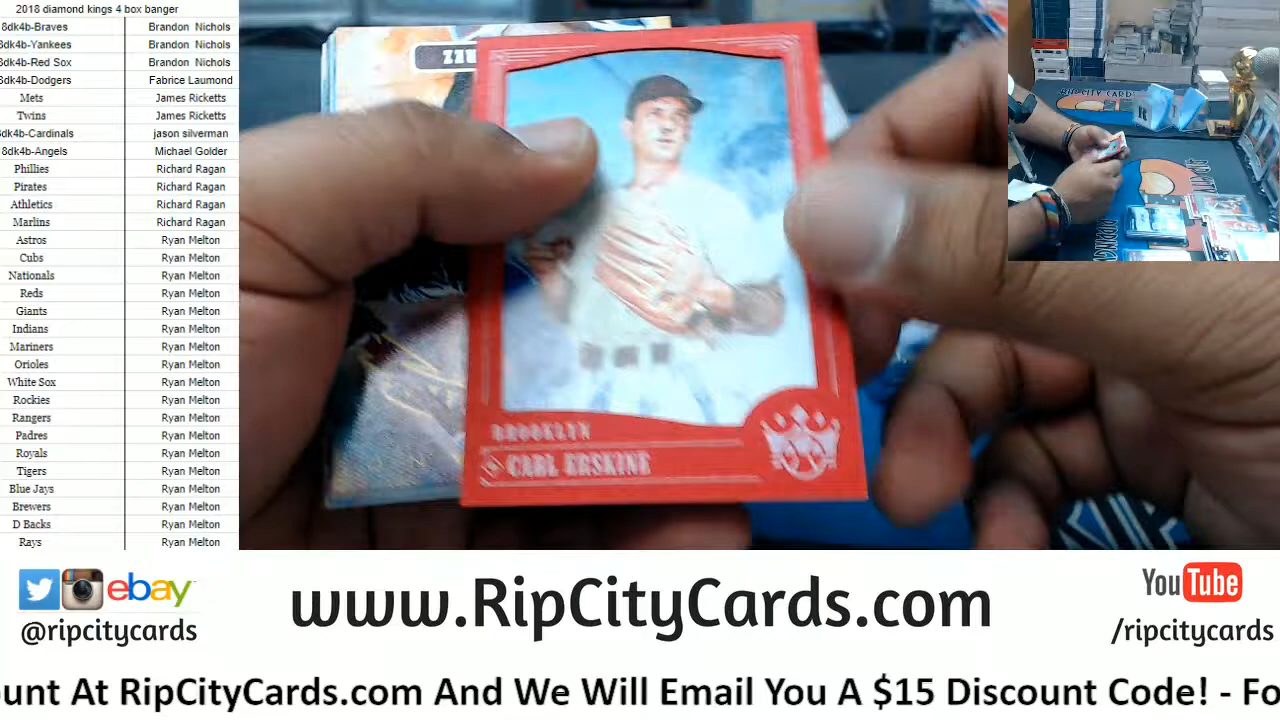 2018 diamond kings 4 box banger
8dk4b-Braves Brandon Nichols
8dk4b-Yankees Brandon Nichols
8dk4b-Red Sox Brandon Nichols
8dk4b-Dodgers Fabrice Laumond
Mets James Ricketts
Twins James Ricketts
8dk4b-Cardinals jason silverman
8dk4b-Angels Michael Golder
Phillies Richard Ragan
Pirates Richard Ragan
Athletics Richard Ragan
Marlins Richard Ragan
Astros Ryan Melton
Cubs Ryan Melton
Nationals Ryan Melton
Reds Ryan Melton
Giants Ryan Melton
Indians Ryan Melton
Mariners Ryan Melton
Orioles Ryan Melton
White Sox Ryan Melton
Rockies Ryan Melton
Rangers Ryan Melton
Padres Ryan Melton
Royals Ryan Melton
Tigers Ryan Melton
Blue Jays Ryan Melton
Brewers Ryan Melton
D Backs Ryan Melton
Rays Ryan Melton
BROOKLYN
CARL ERSKINE
RIP CITY CARDS
ebay
@ripcitycards
www.RipCityCards.com
YouTube
/ripcitycards
ount At RipCityCards.com And We Will Email You A $15 Discount Code! - Fo